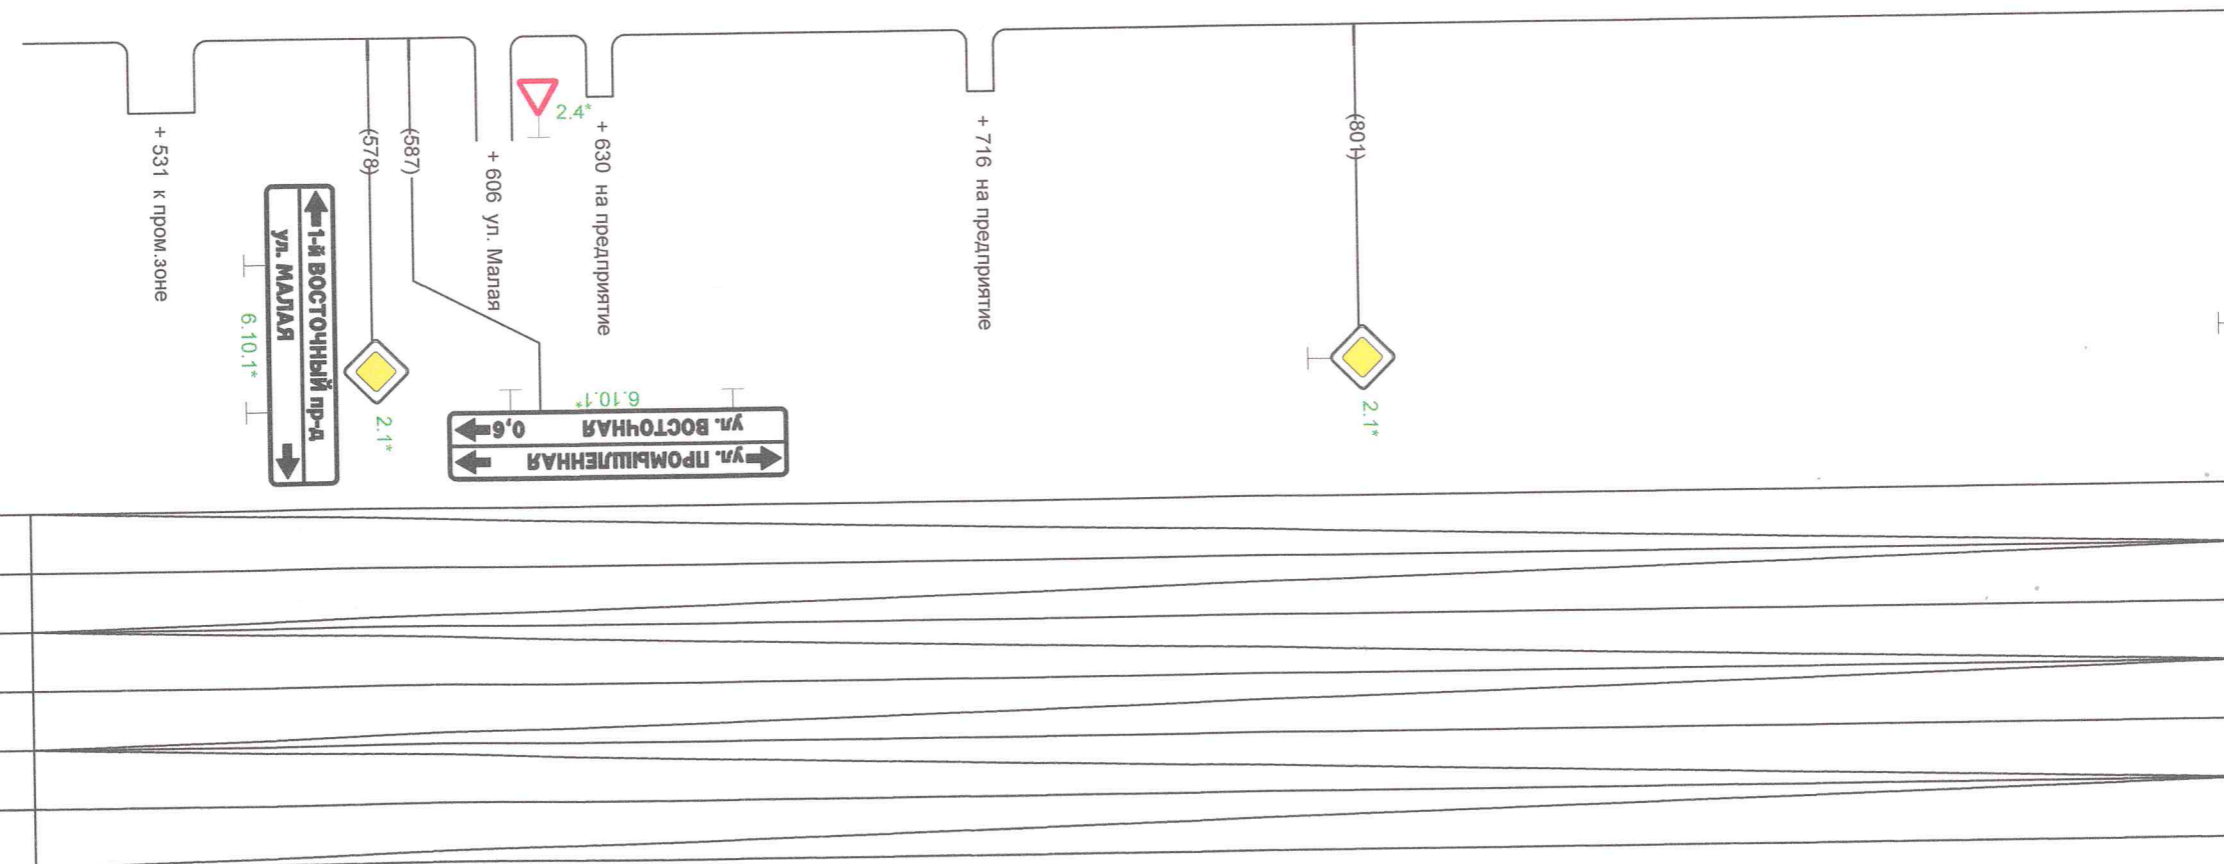 + 531 к пром.зоне
1-й ВОСТОЧНЫЙ пр-д
ул. МАЛАЯ
6.10.1*
(578)
2.1*
(587)
+ 606 ул. Малая
2.4*
+ 630 на предприятие
6.10.1*
ул. ПРОМЫШЛЕННАЯ
ул. ВОСТОЧНАЯ 0,6
+ 716 на предприятие
(801)
2.1*